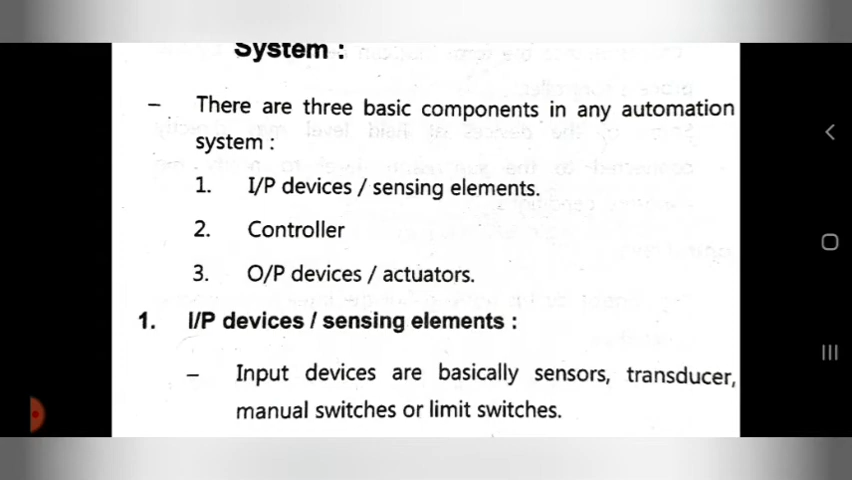 System :
– There are three basic components in any automation
system :
1. I/P devices / sensing elements.
2. Controller
3. O/P devices / actuators.
1. I/P devices / sensing elements :
– Input devices are basically sensors, transducer,
manual switches or limit switches.